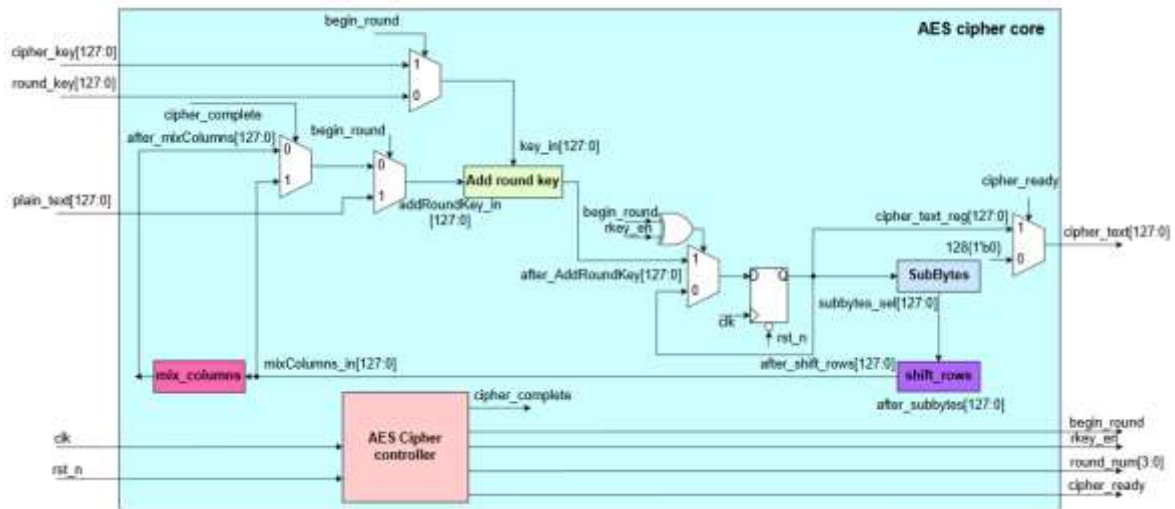 AES cipher core
begin_round
cipher_key[127:0]
1
round_key[127:0]
0
cipher_complete
after_mixColumns[127:0]
begin_round
key_in[127:0]
0
1
0
1
Add round key
plain_text[127:0]
addRoundKey_in
[127:0]
cipher_ready
begin_round
rkey_en
cipher_text_reg[127:0]
1
cipher_text[127:0]
128{1'b0}
0
1
after_AddRoundKey[127:0]
0
D Q
SubBytes
subbytes_sel[127:0]
clk
rst_n
mixColumns_in[127:0]
after_shift_rows[127:0]
mix_columns
shift_rows
after_subbytes[127:0]
cipher_complete
AES Cipher
controller
clk
rst_n
begin_round
rkey_en
round_num[3:0]
cipher_ready